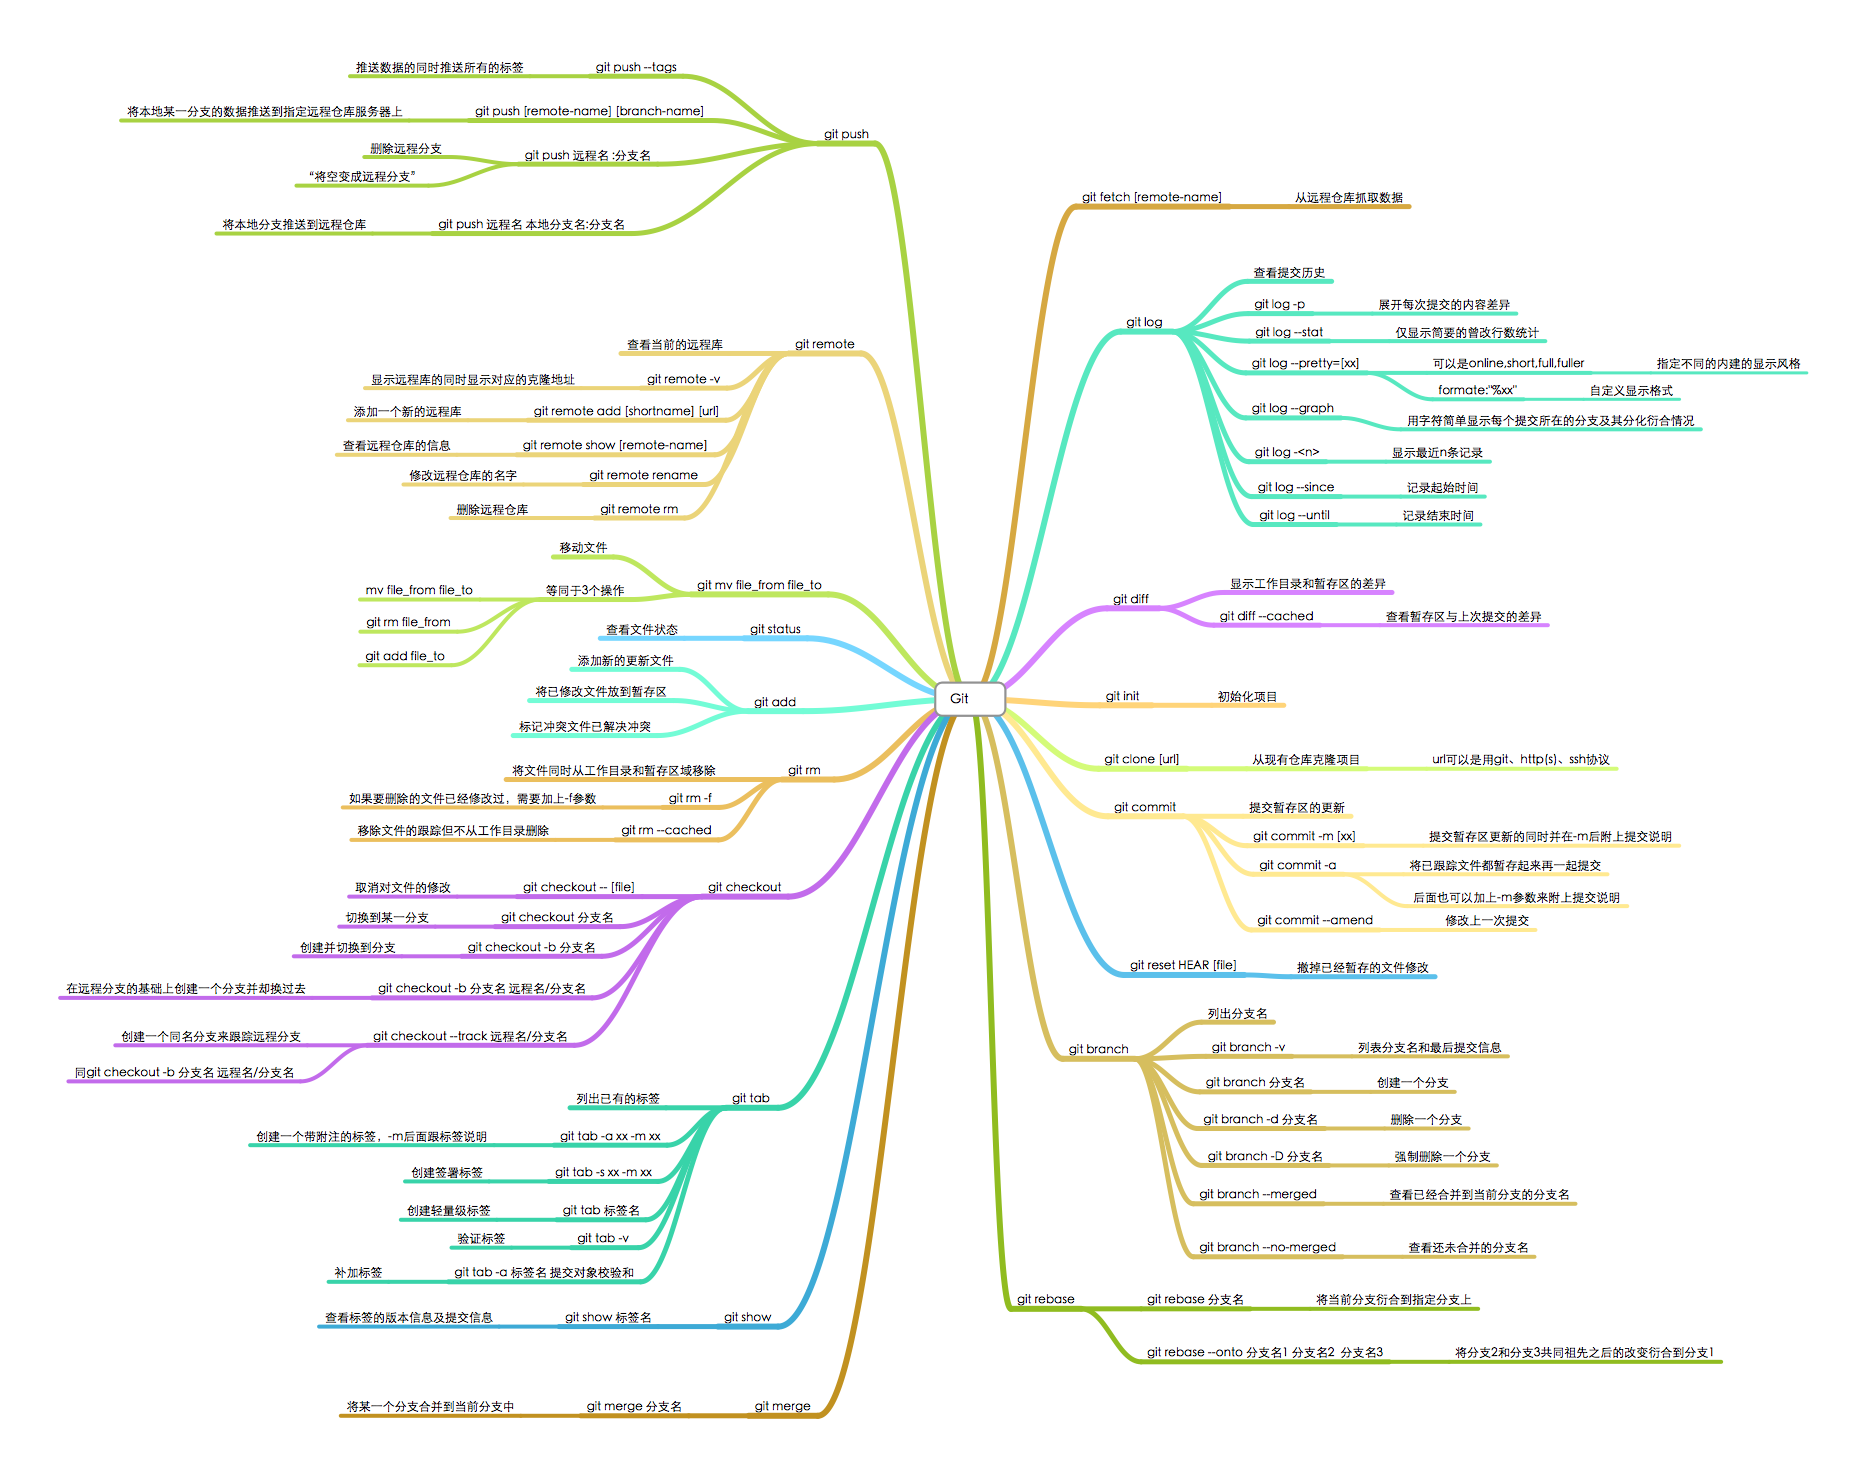 Git
git push
git push --tags
推送数据的同时推送所有的标签
git push [remote-name] [branch-name]
将本地某一分支的数据推送到指定远程仓库服务器上
git push 远程名 :分支名
删除远程分支
“将空变成远程分支”
git push 远程名 本地分支名:分支名
将本地分支推送到远程仓库
git remote
查看当前的远程库
git remote -v
显示远程库的同时显示对应的克隆地址
git remote add [shortname] [url]
添加一个新的远程库
git remote show [remote-name]
查看远程仓库的信息
git remote rename
修改远程仓库的名字
git remote rm
删除远程仓库
git mv file_from file_to
移动文件
等同于3个操作
mv file_from file_to
git rm file_from
git add file_to
git status
查看文件状态
git add
添加新的更新文件
将已修改文件放到暂存区
标记冲突文件已解决冲突
git rm
将文件同时从工作目录和暂存区域移除
git rm -f
如果要删除的文件已经修改过，需要加上-f参数
git rm --cached
移除文件的跟踪但不从工作目录删除
git checkout
git checkout -- [file]
取消对文件的修改
git checkout 分支名
切换到某一分支
git checkout -b 分支名
创建并切换到分支
git checkout -b 分支名 远程名/分支名
在远程分支的基础上创建一个分支并却换过去
git checkout --track 远程名/分支名
创建一个同名分支来跟踪远程分支
同git checkout -b 分支名 远程名/分支名
git tab
列出已有的标签
git tab -a xx -m xx
创建一个带附注的标签，-m后面跟标签说明
git tab -s xx -m xx
创建签署标签
git tab 标签名
创建轻量级标签
git tab -v
验证标签
git tab -a 标签名 提交对象校验和
补加标签
git show
git show 标签名
查看标签的版本信息及提交信息
git merge
git merge 分支名
将某一个分支合并到当前分支中
git fetch [remote-name]
从远程仓库抓取数据
git log
查看提交历史
git log -p
展开每次提交的内容差异
git log --stat
仅显示简要的曾改行数统计
git log --pretty=[xx]
可以是online,short,full,fuller
指定不同的内建的显示风格
formate:"%xx"
自定义显示格式
git log --graph
用字符简单显示每个提交所在的分支及其分化衍合情况
git log -<n>
显示最近n条记录
git log --since
记录起始时间
git log --until
记录结束时间
git diff
显示工作目录和暂存区的差异
git diff --cached
查看暂存区与上次提交的差异
git init
初始化项目
git clone [url]
从现有仓库克隆项目
url可以是用git、http(s)、ssh协议
git commit
提交暂存区的更新
git commit -m [xx]
提交暂存区更新的同时并在-m后附上提交说明
git commit -a
将已跟踪文件都暂存起来再一起提交
后面也可以加上-m参数来附上提交说明
git commit --amend
修改上一次提交
git reset HEAR [file]
撤掉已经暂存的文件修改
git branch
列出分支名
git branch -v
列表分支名和最后提交信息
git branch 分支名
创建一个分支
git branch -d 分支名
删除一个分支
git branch -D 分支名
强制删除一个分支
git branch --merged
查看已经合并到当前分支的分支名
git branch --no-merged
查看还未合并的分支名
git rebase
git rebase 分支名
将当前分支衍合到指定分支上
git rebase --onto 分支名1 分支名2 分支名3
将分支2和分支3共同祖先之后的改变衍合到分支1